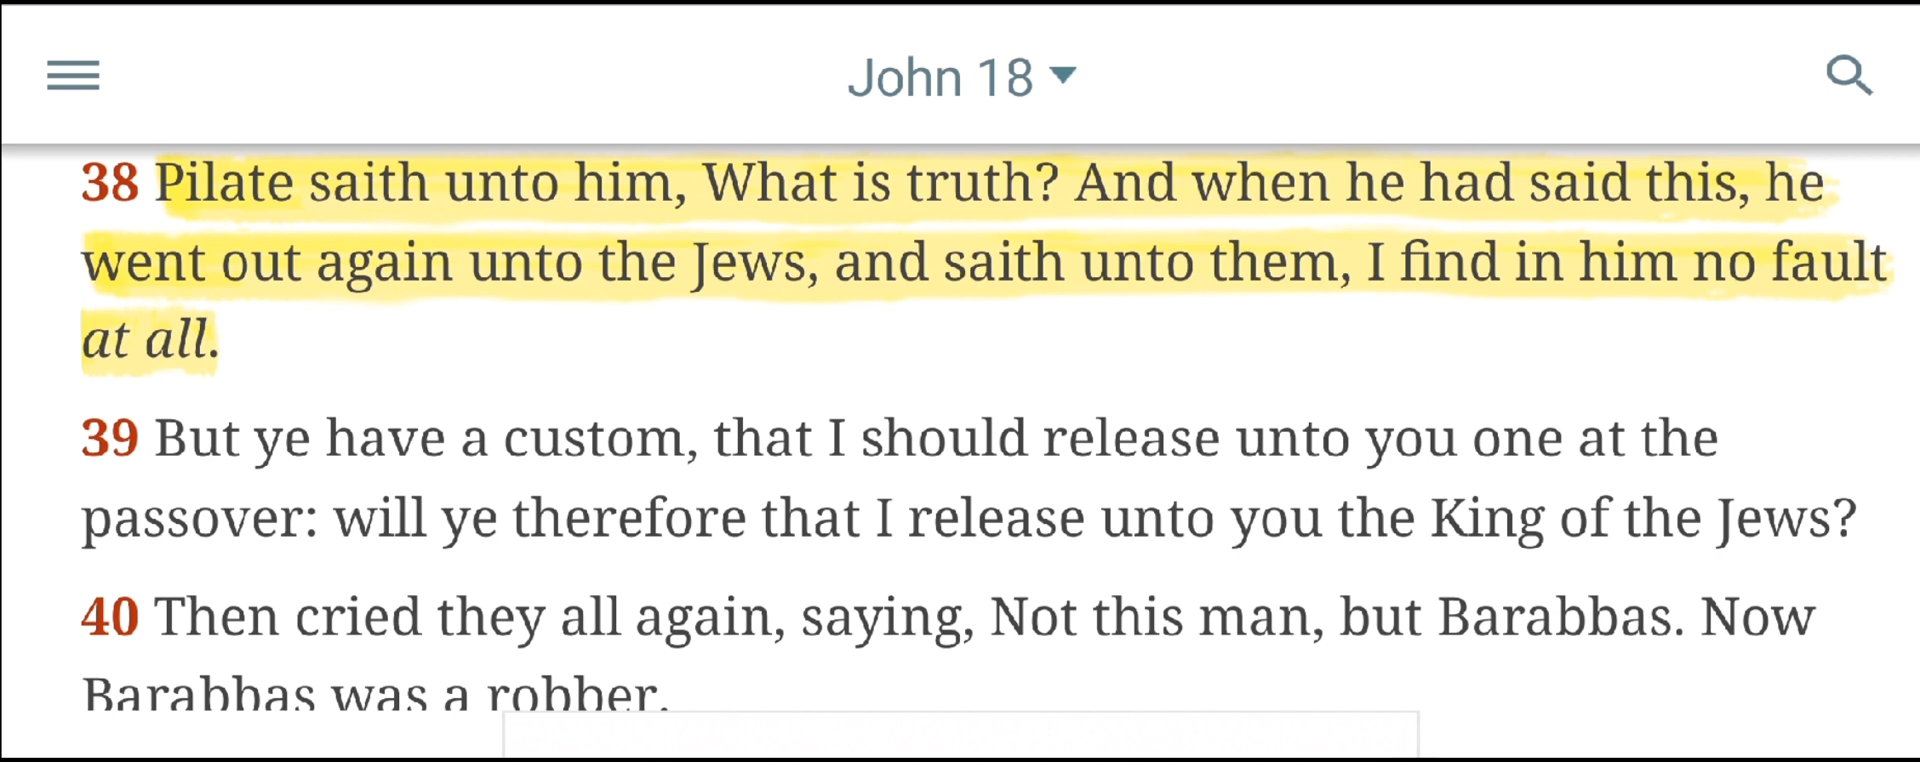 John 18
38 Pilate saith unto him, What is truth? And when he had said this, he
went out again unto the Jews, and saith unto them, I find in him no fault
at all.
39 But ye have a custom, that I should release unto you one at the
passover: will ye therefore that I release unto you the King of the Jews?
40 Then cried they all again, saying, Not this man, but Barabbas. Now
Barabbas was a robber.